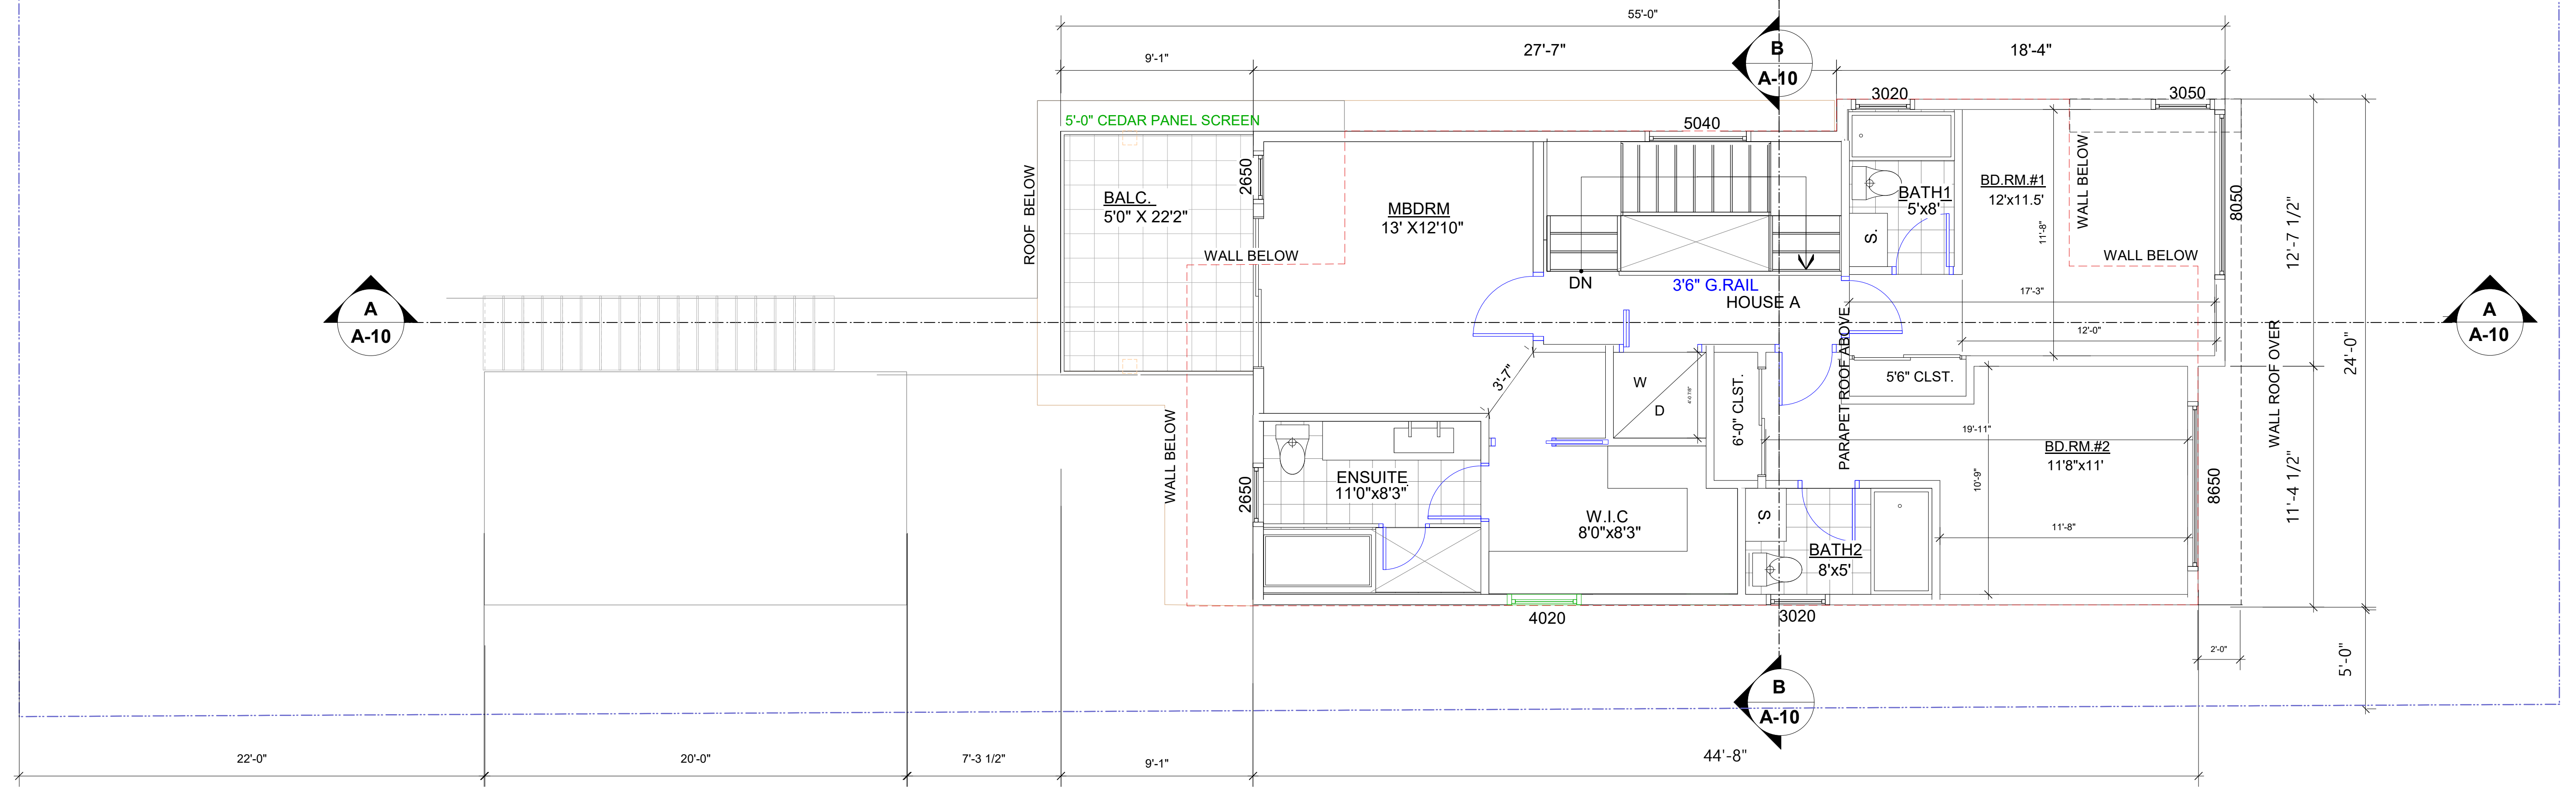 55'-0"
9'-1"
27'-7"
18'-4"
B
A-10
3020
3050
5'-0" CEDAR PANEL SCREEN
5040
ROOF BELOW
2650
BALC.
5'0" X 22'2"
MBDRM
13' X12'10"
BATH1
5'x8'
BD.RM.#1
12'x11.5'
WALL BELOW
8050
12'-7 1/2"
11'-8"
S.
WALL BELOW
WALL BELOW
DN
3'6" G.RAIL
HOUSE A
17'-3"
12'-0"
A
A-10
A
A-10
PARAPET ROOF ABOVE
WALL ROOF OVER
24'-0"
3'-7"
W
D
6'-0" CLST.
5'6" CLST.
19'-11"
BD.RM.#2
11'8"x11'
10'-9"
11'-8"
8650
11'-4 1/2"
WALL BELOW
2650
ENSUITE
11'0"x8'3"
W.I.C
8'0"x8'3"
S.
BATH2
8'x5'
4020
3020
2'-0"
5'-0"
B
A-10
22'-0"
20'-0"
7'-3 1/2"
9'-1"
44'-8"